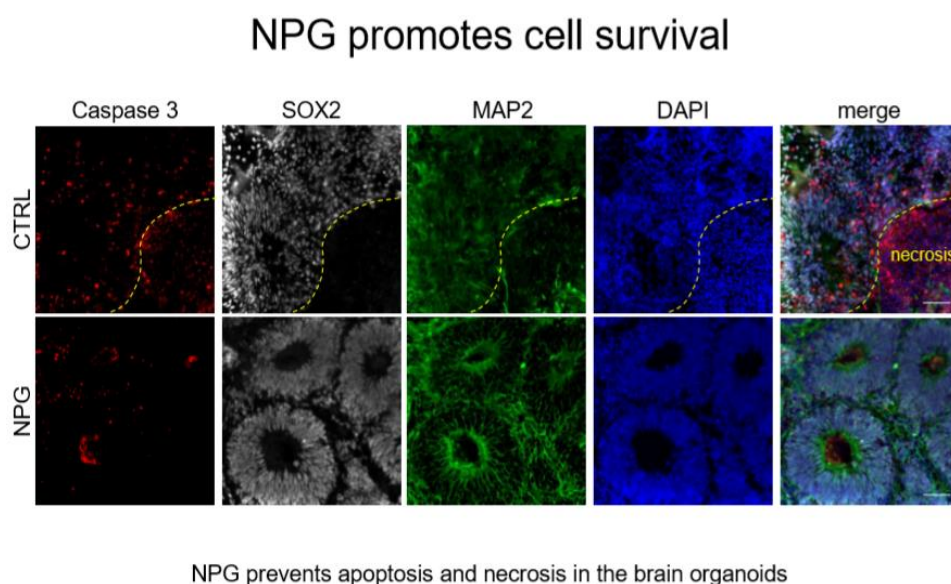 NPG promotes cell survival
Caspase 3 SOX2 MAP2 DAPI merge
CTRL
necrosis
NPG
NPG prevents apoptosis and necrosis in the brain organoids